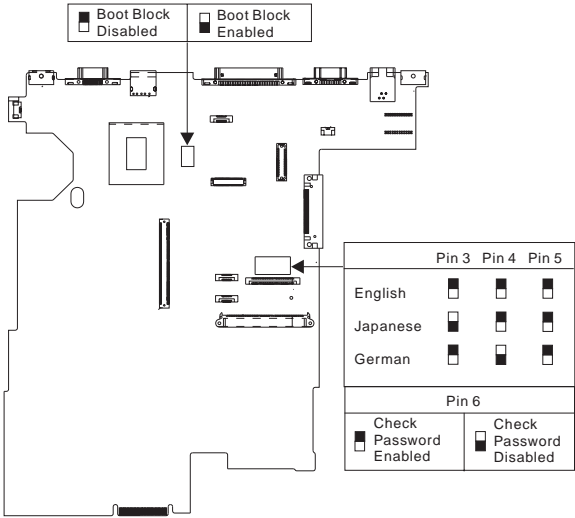 Boot Block
Disabled
Boot Block
Enabled
Pin 3 Pin 4 Pin 5
English
Japanese
German
Pin 6
Check
Password
Enabled
Check
Password
Disabled